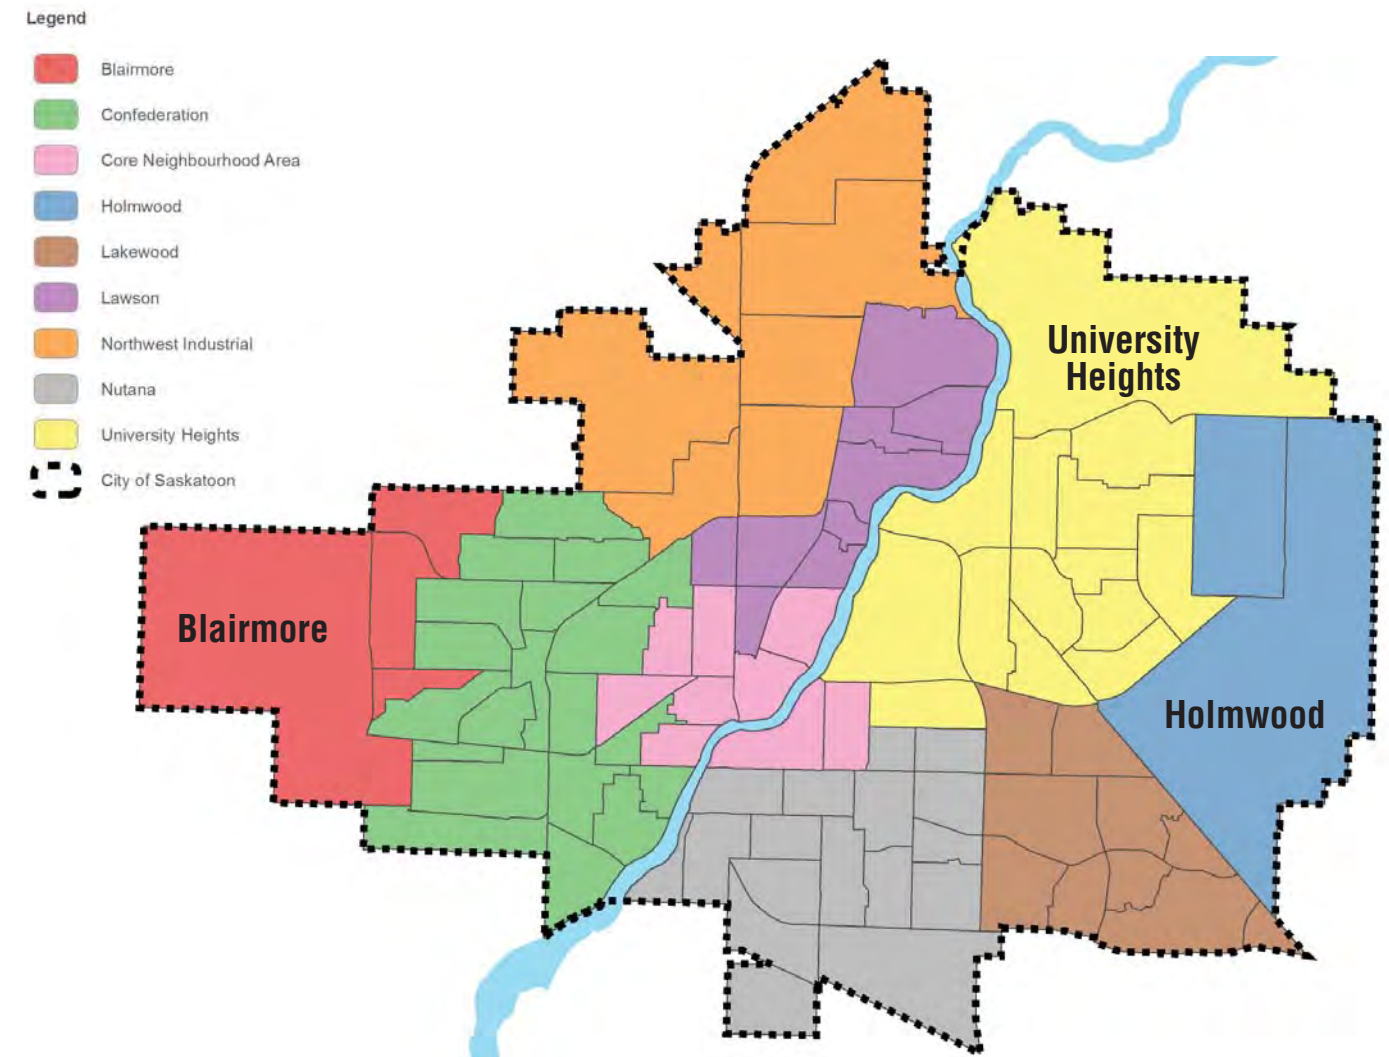 Legend
Blairmore
Confederation
Core Neighbourhood Area
Holmwood
Lakewood
Lawson
Northwest Industrial
Nutana
University Heights
City of Saskatoon
University
Heights
Blairmore
Holmwood